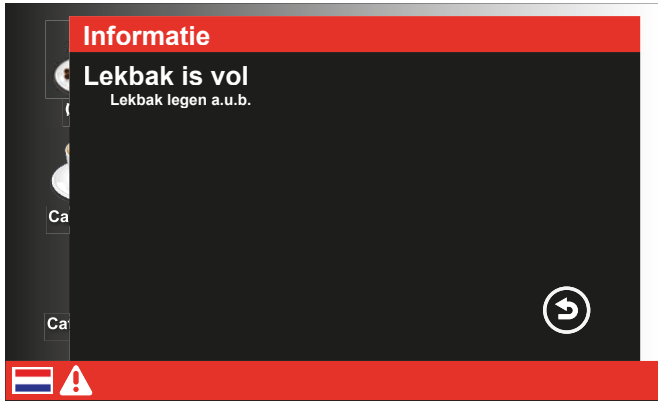 Informatie
Lekbak is vol
Lekbak legen a.u.b.
Ca
Ca